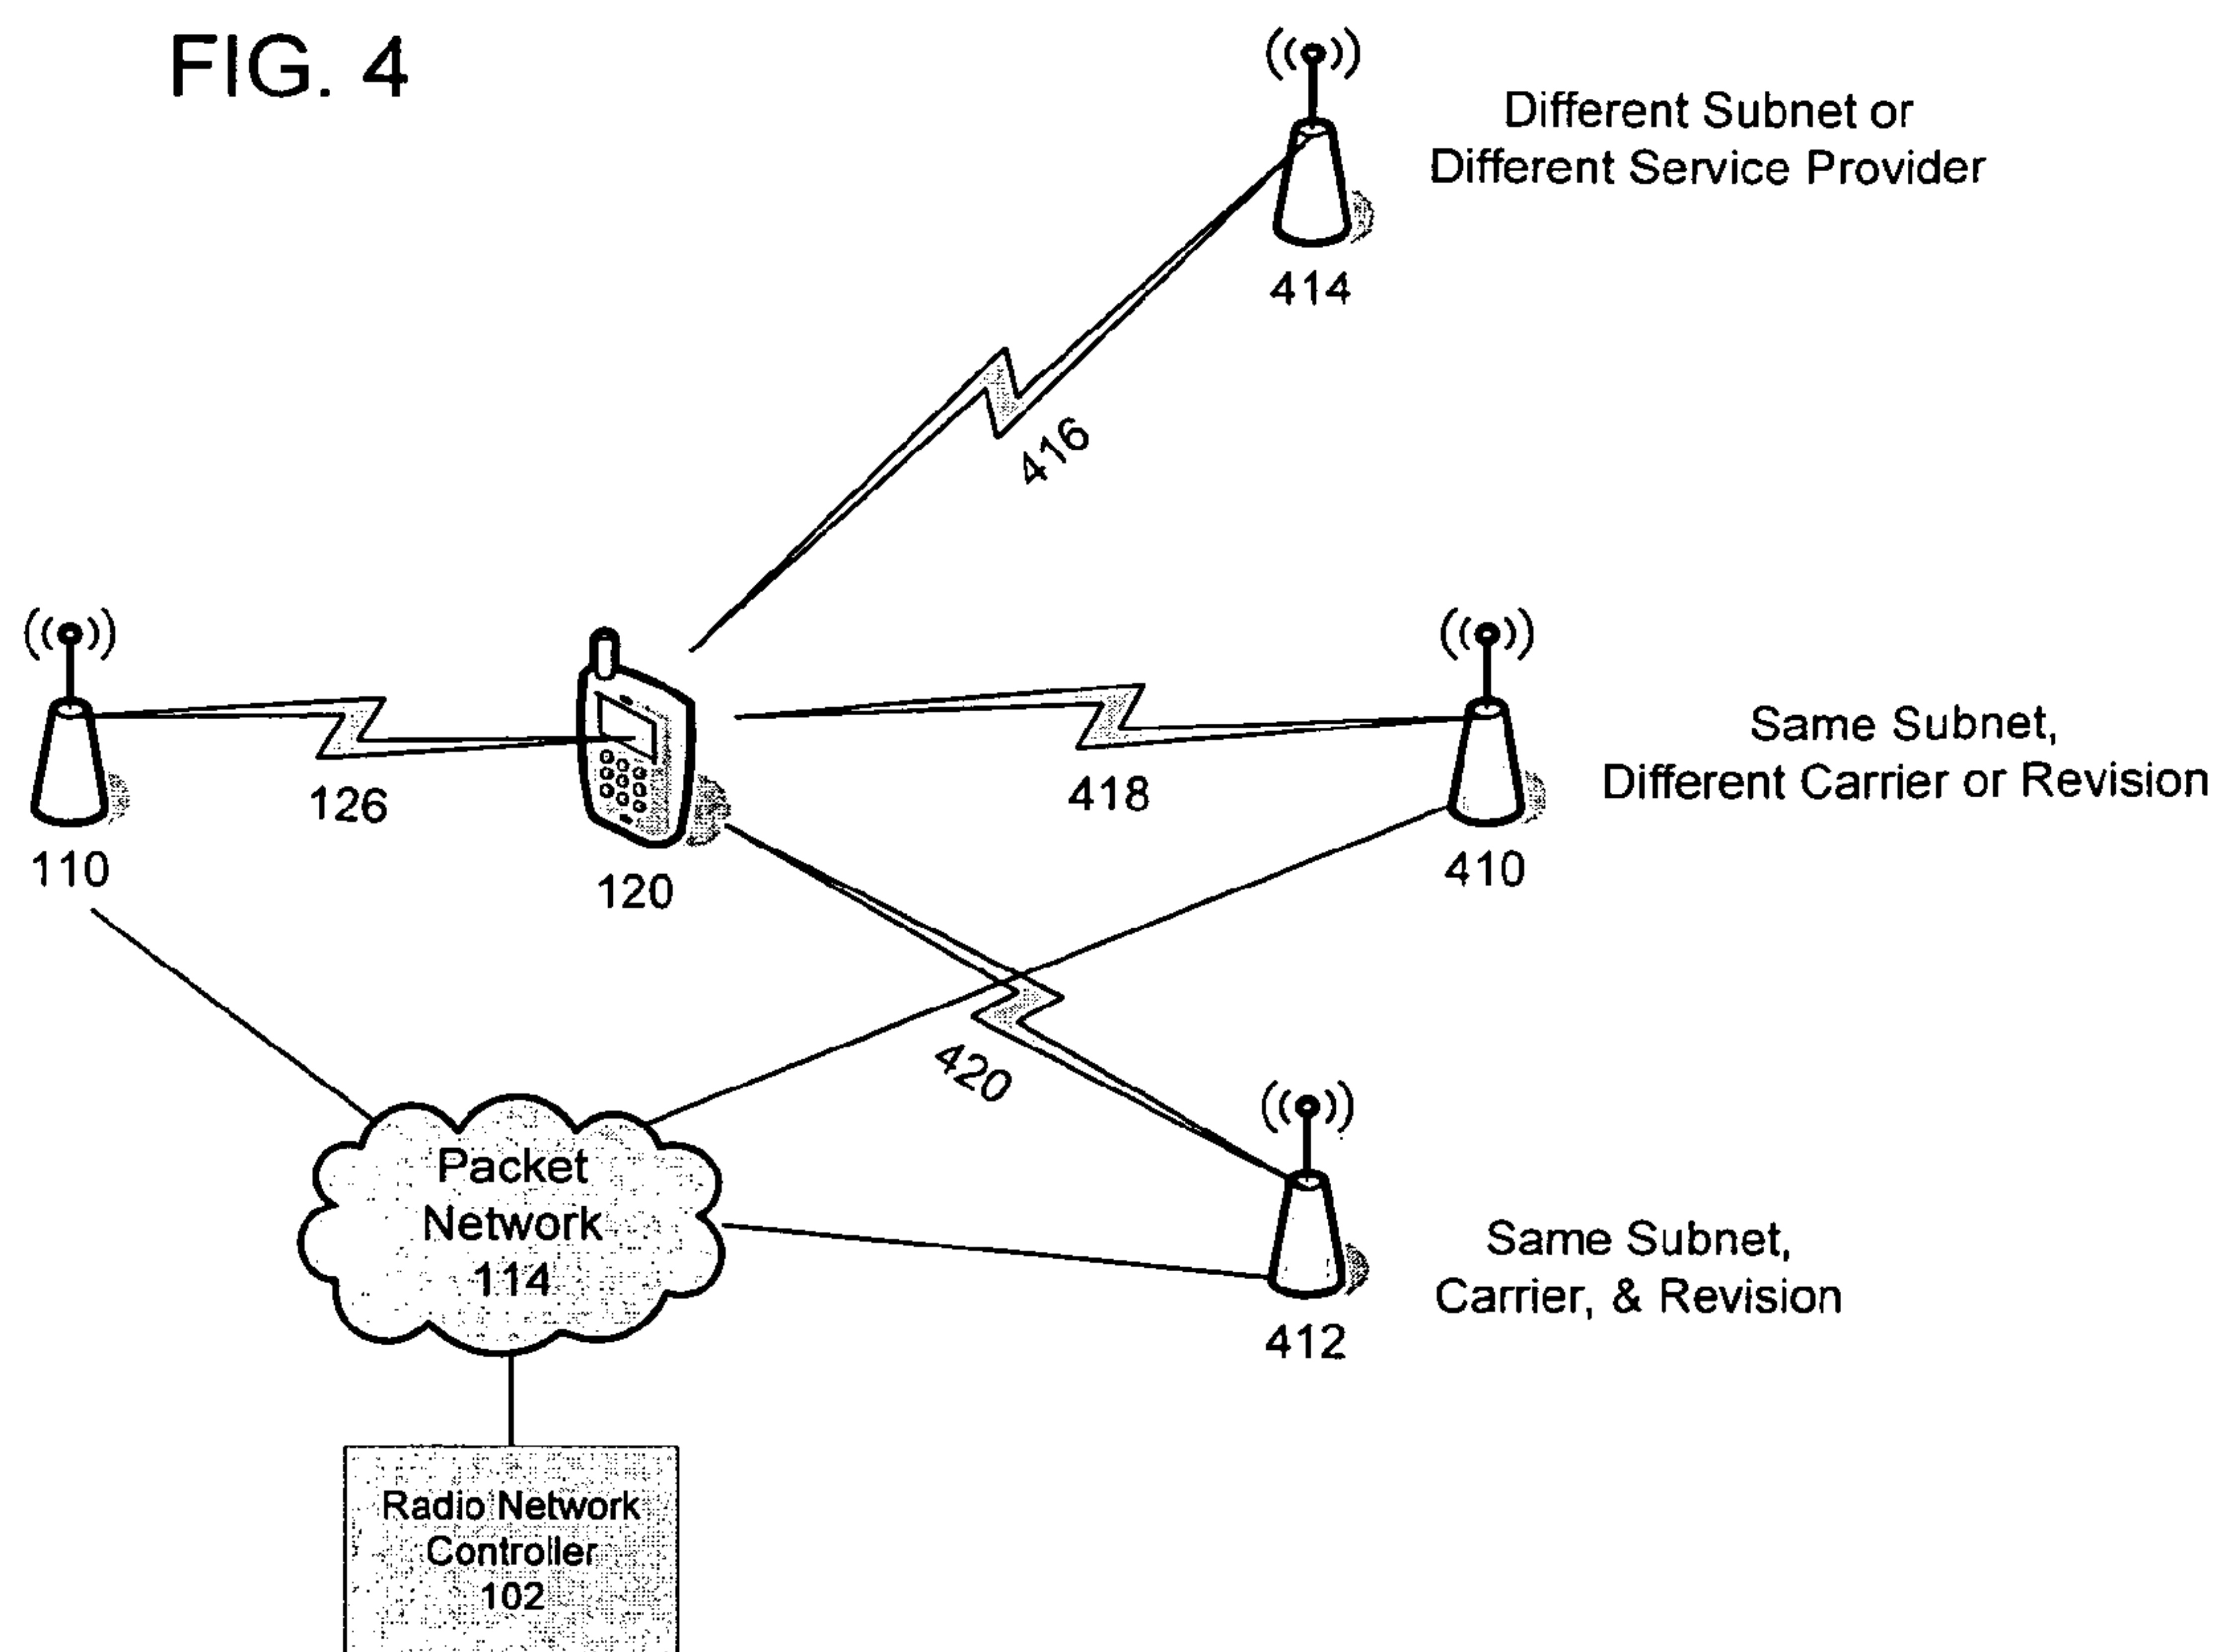 FIG. 4
Different Subnet or
Different Service Provider
414
416
Same Subnet,
Different Carrier or Revision
126
418
110
120
410
420
Packet
Network
114
Same Subnet,
Carrier, & Revision
412
Radio Network
Controller
102